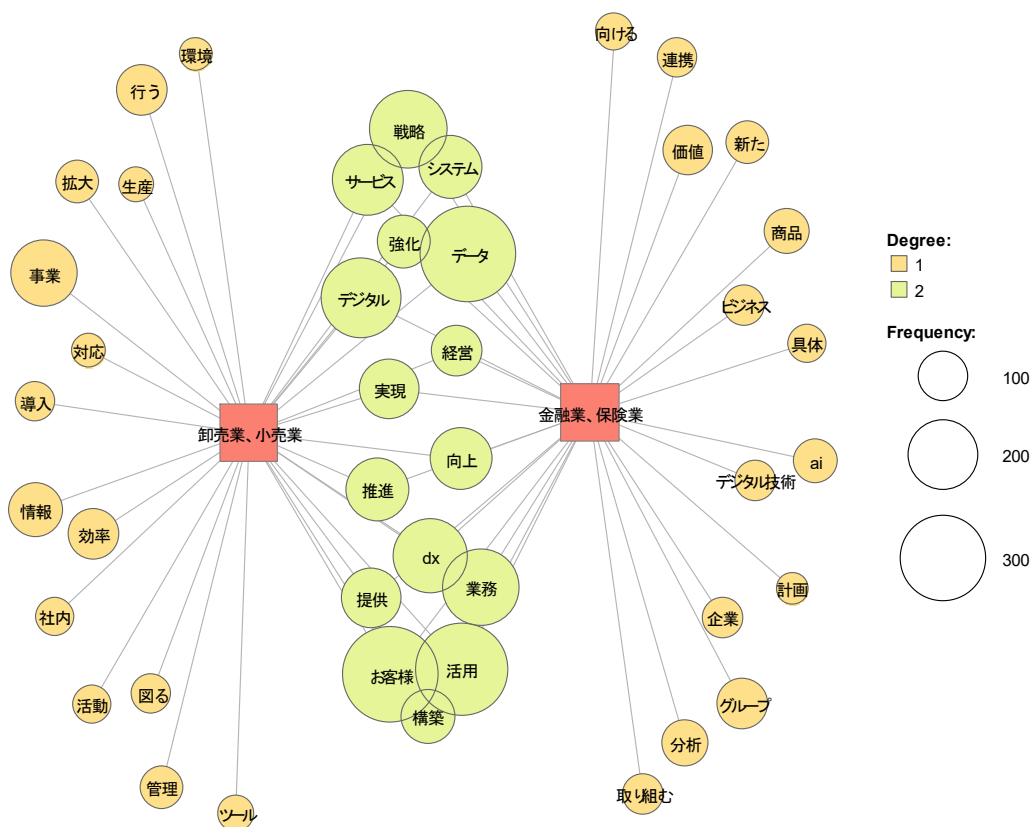 向ける
環境
連携
行う
戦略
新た
価値
システム
サービス
拡大
生産
商品
強化
データ
Degree:
1
2
事業
デジタル
ビジネス
Frequency:
100
200
300
対応
経営
具体
実現
導入
金融業、保険業
卸売業、小売業
向上
ai
デジタル技術
推進
情報
効率
dx
業務
計画
提供
社内
企業
お客様
活用
図る
活動
グループ
構築
分析
管理
取り組む
ツール